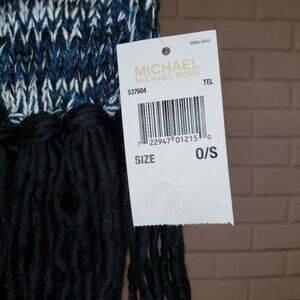 MICHAEL
MICHAEL KORS
537604 TEL
7 22947 01215 0
SIZE O/S